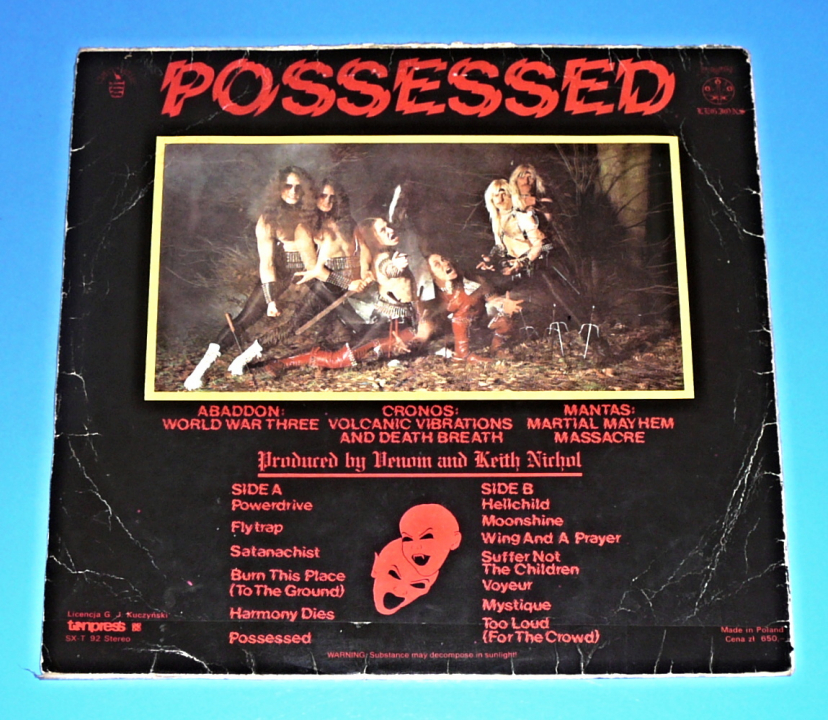 POSSESSED
LEGIONS
ABADDON:
WORLD WAR THREE
CRONOS:
VOLCANIC VIBRATIONS
AND DEATH BREATH
MANTAS:
MARTIAL MAYHEM
MASSACRE
Produced by Venom and Keith Nichol
SIDE A
Powerdrive
Flytrap
Satanachist
Burn This Place
(To The Ground)
Harmony Dies
Possessed
SIDE B
Hellchild
Moonshine
Wing And A Prayer
Suffer Not
The Children
Voyeur
Mystique
Too Loud
(For The Crowd)
Licencja G. J. Kuczyński
tonpress
SX-T 92 Stereo
Made in Poland
Cena zł 650.-
WARNING: Substance may decompose in sunlight!